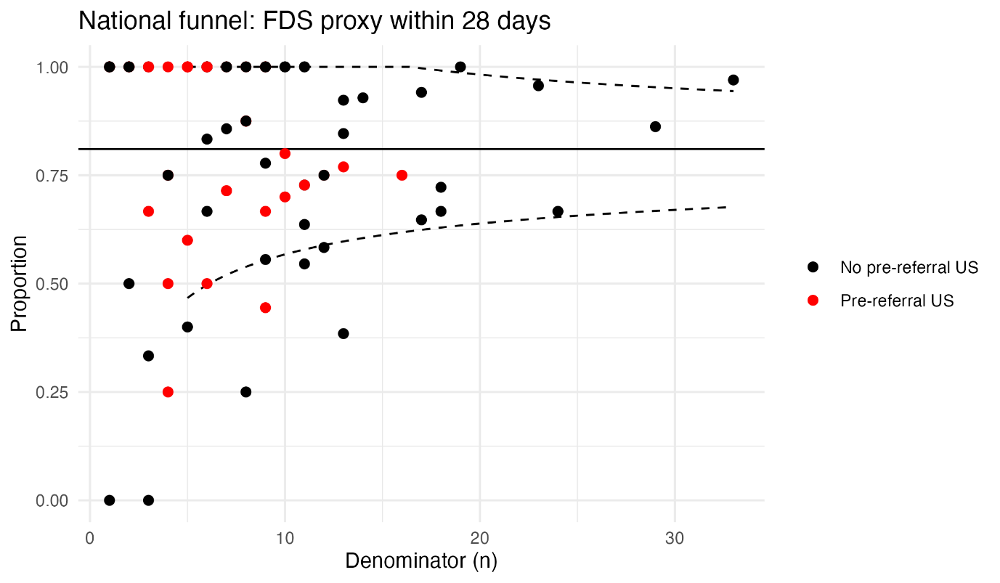 National funnel: FDS proxy within 28 days
Proportion
1.00
0.75
0.50
0.25
0.00
0
10
20
30
Denominator (n)
No pre-referral US
Pre-referral US